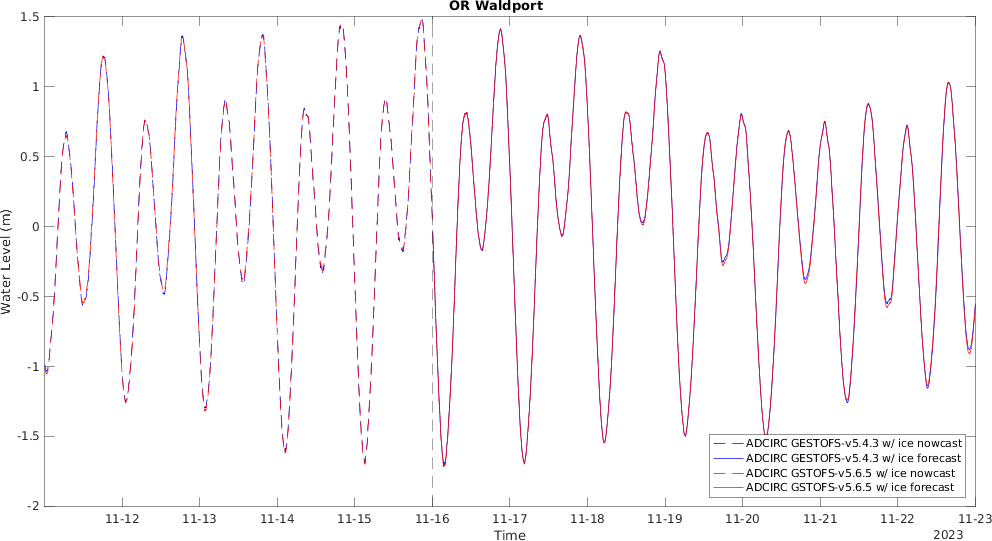 OR Waldport
1.5
1
0.5
0
-0.5
-1
-1.5
-2
Water Level (m)
ADCIRC GESTOFS-v5.4.3 w/ ice nowcast
ADCIRC GESTOFS-v5.4.3 w/ ice forecast
ADCIRC GSTOFS-v5.6.5 w/ ice nowcast
ADCIRC GSTOFS-v5.6.5 w/ ice forecast
11-12 11-13 11-14 11-15 11-16 11-17 11-18 11-19 11-20 11-21 11-22 11-23
Time
2023